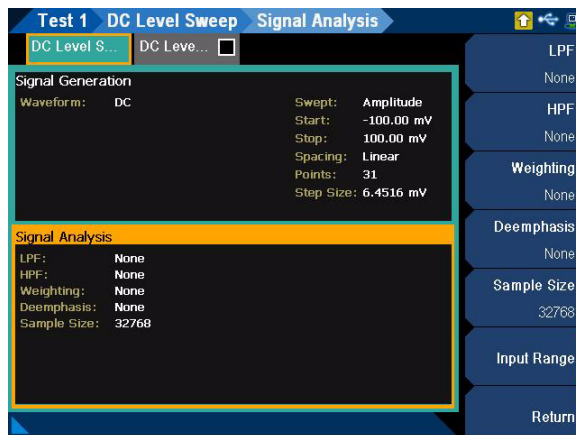 Test 1 DC Level Sweep Signal Analysis
DC Level S... DC Leve...
Signal Generation
Waveform: DC
Swept: Amplitude
Start: -100.00 mV
Stop: 100.00 mV
Spacing: Linear
Points: 31
Step Size: 6.4516 mV
Signal Analysis
LPF: None
HPF: None
Weighting: None
Deemphasis: None
Sample Size: 32768
LPF
None
HPF
None
Weighting
None
Deemphasis
None
Sample Size
32768
Input Range
Return